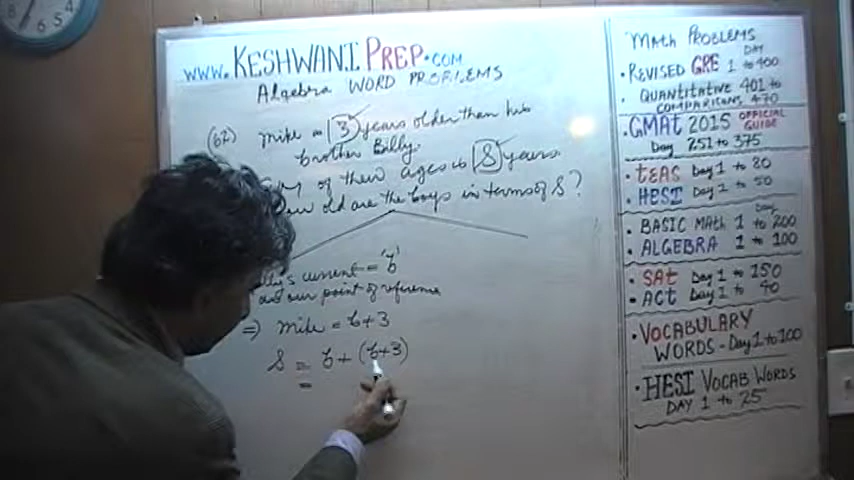 www.KESHWANI PREP.COM
Algebra WORD PROBLEMS
(62) Mike is 3 years older than his
brother Billy.
of their ages is S years.
old are the boys in terms of S?
current = 'b'
and our point of reference
⇒ Mike = b+3
S = b + (b+3)
=
MATH PROBLEMS
DAY
• REVISED GRE 1 to 400
• QUANTITATIVE 401 to
COMPARISONS 470
• GMAT 2015 OFFICIAL
GUIDE
Day 251 to 375
• TEAS Day 1 to 80
• HESI Day 1 to 50
Day
• BASIC MATH 1 to 200
• ALGEBRA 1 to 100
• SAT Day 1 to 150
• ACT Day 1 to 40
• VOCABULARY
WORDS - Day 1 to 100
• HESI VOCAB WORDS
DAY 1 to 25